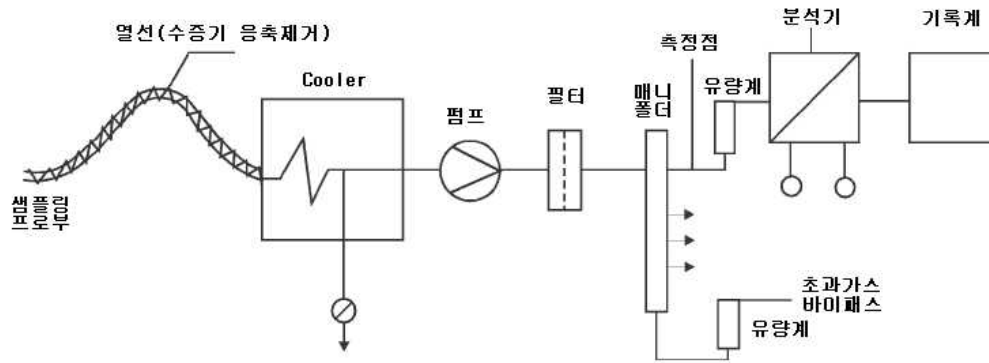 열선(수증기 응축제거)
Cooler
펌프
필터
매니
폴더
측정점
유량계
분석기
기록계
샘플링
프로부
초과가스
바이패스
유량계